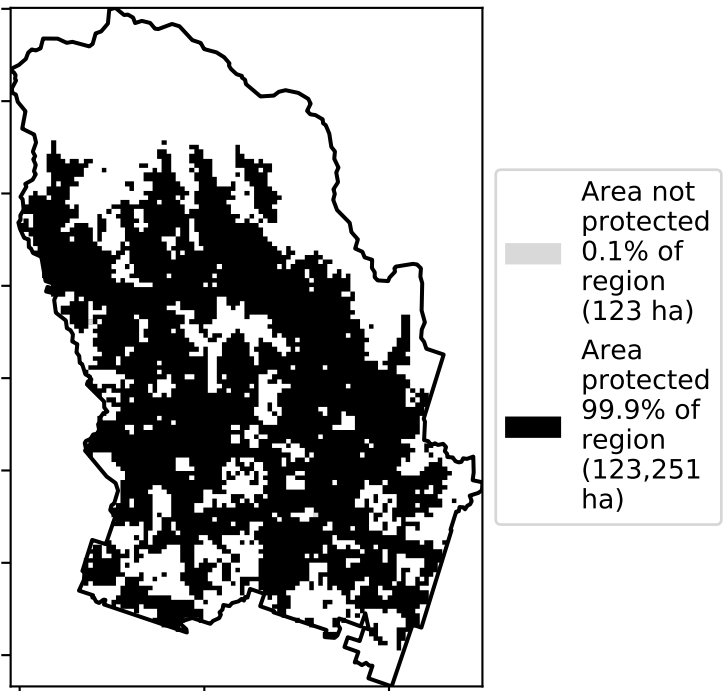 Area not
protected
0.1% of
region
(123 ha)
Area
protected
99.9% of
region
(123,251
ha)